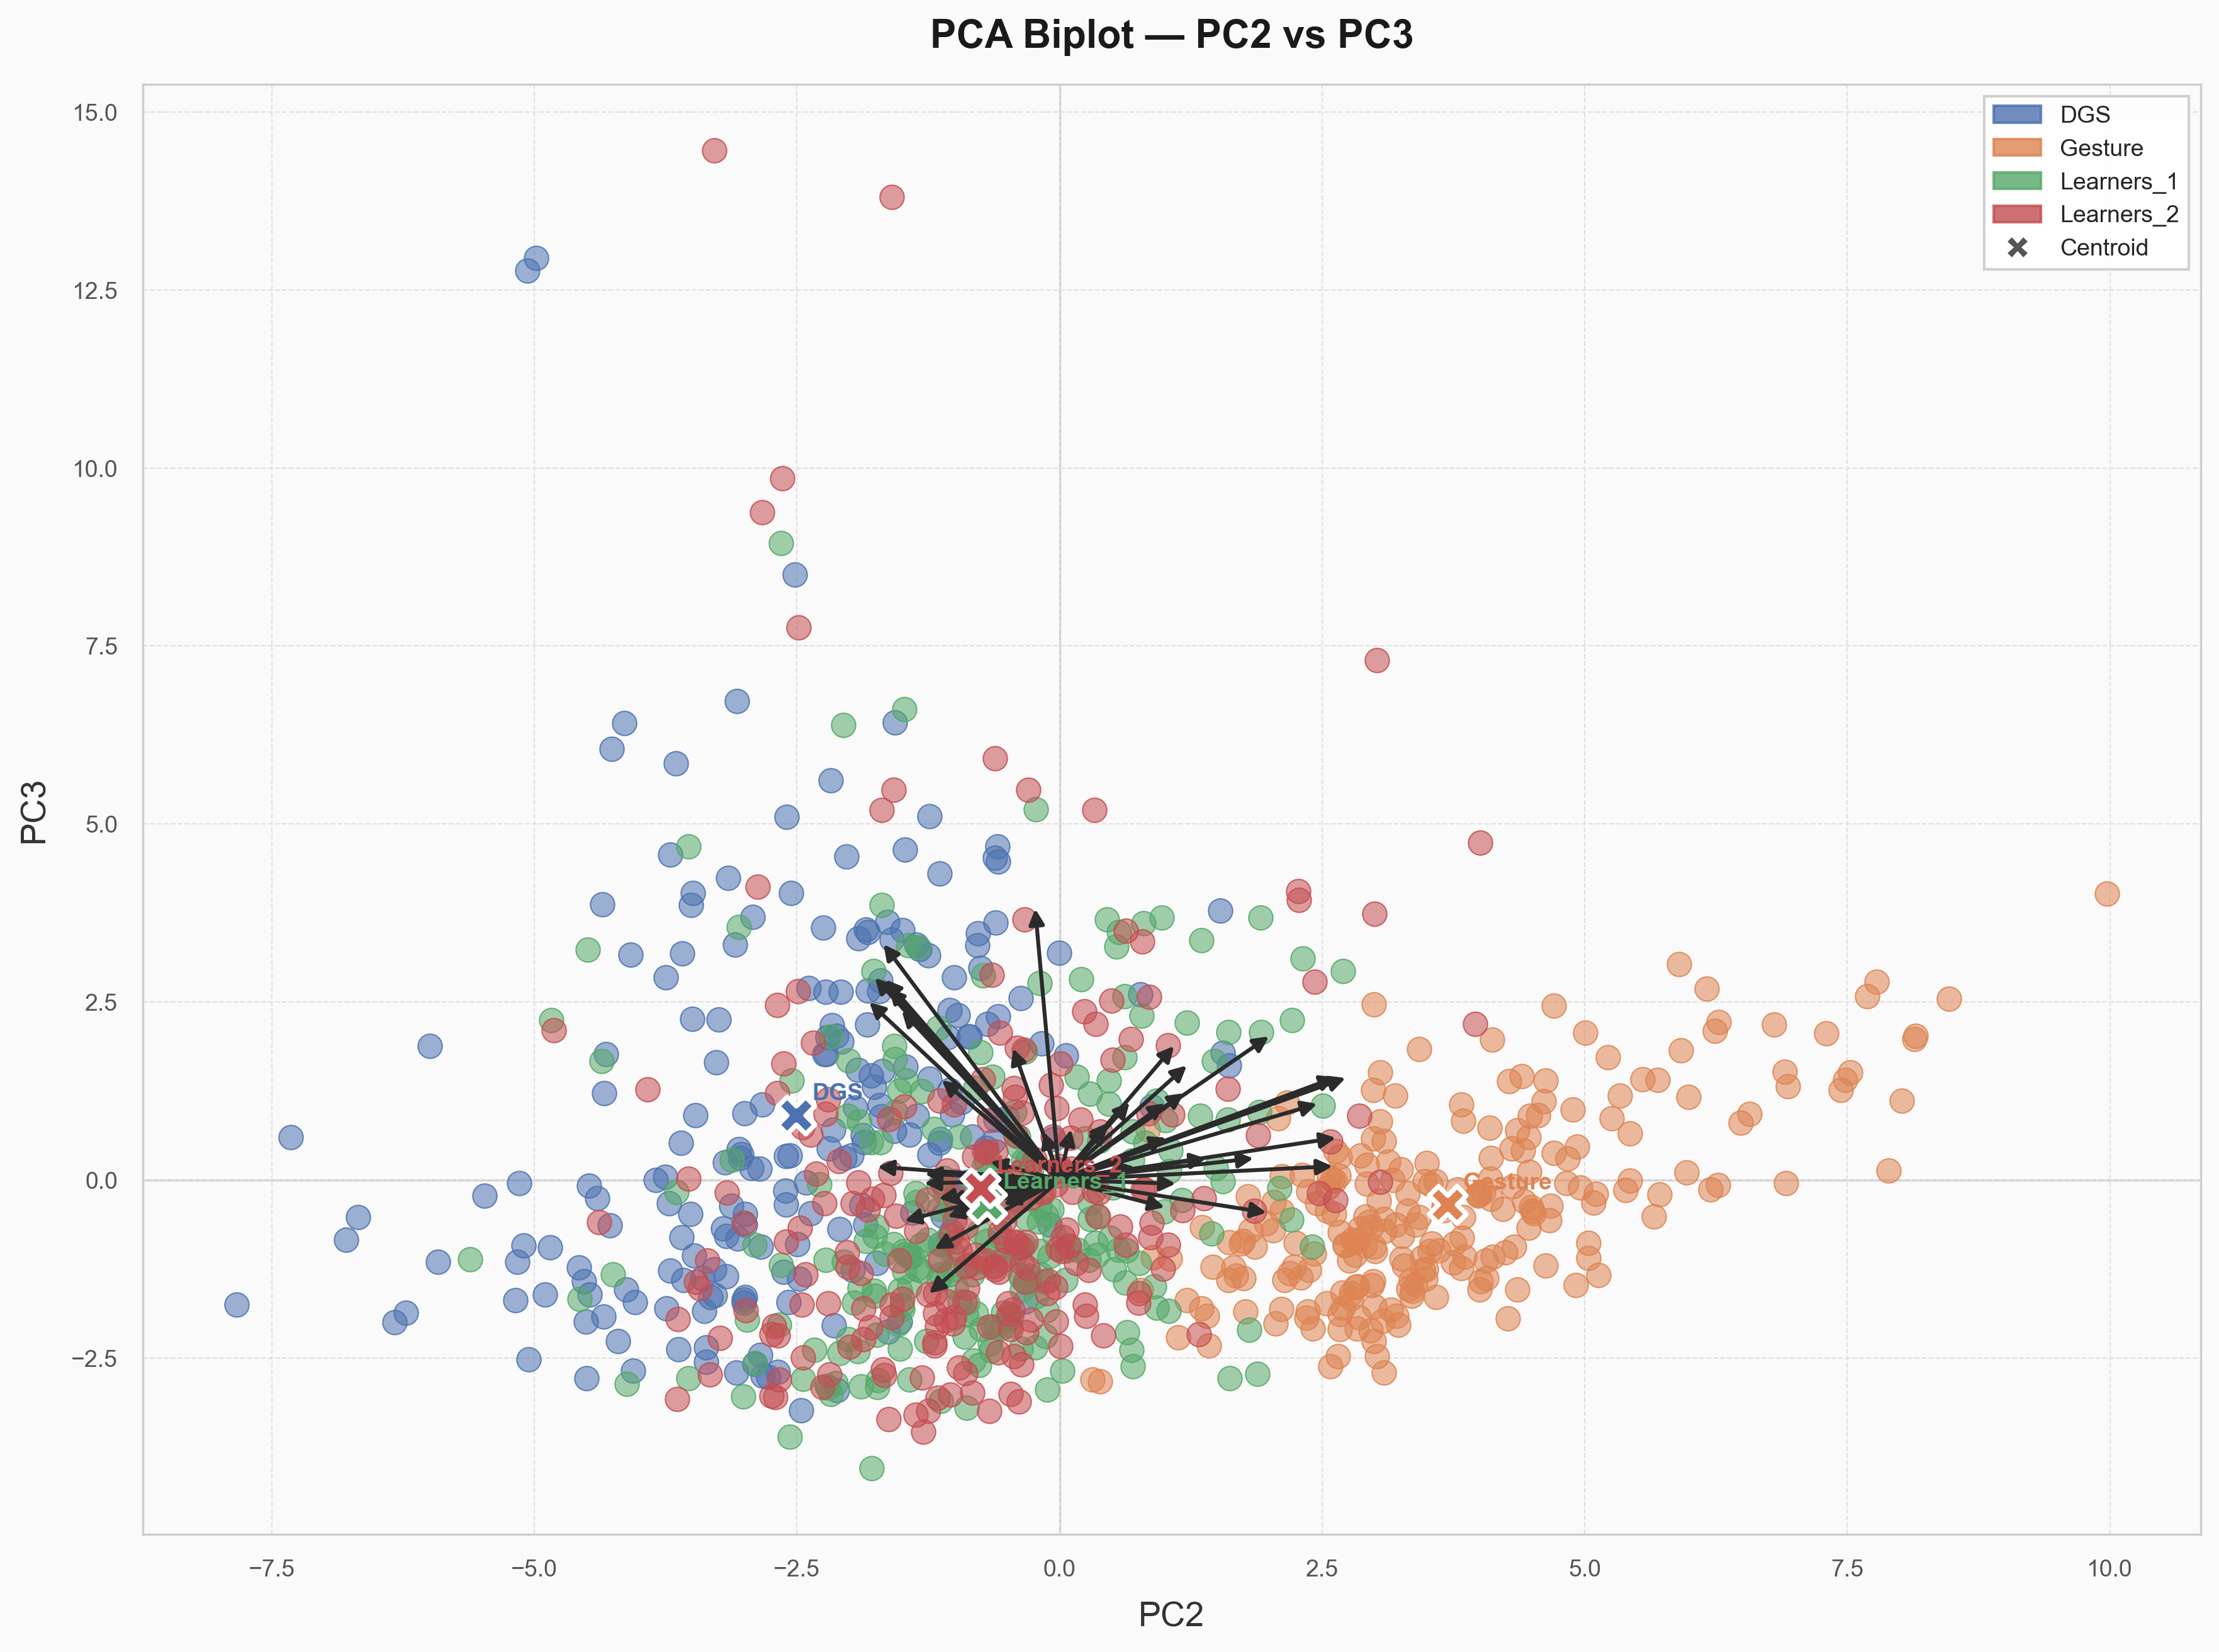 PCA Biplot — PC2 vs PC3
15.0
12.5
10.0
7.5
5.0
2.5
0.0
−2.5
PC3
DGS
Gesture
Learners_1
Learners_2
Centroid
DGS
Learners_2
Learners_1
Gesture
−7.5
−5.0
−2.5
0.0
2.5
5.0
7.5
10.0
PC2